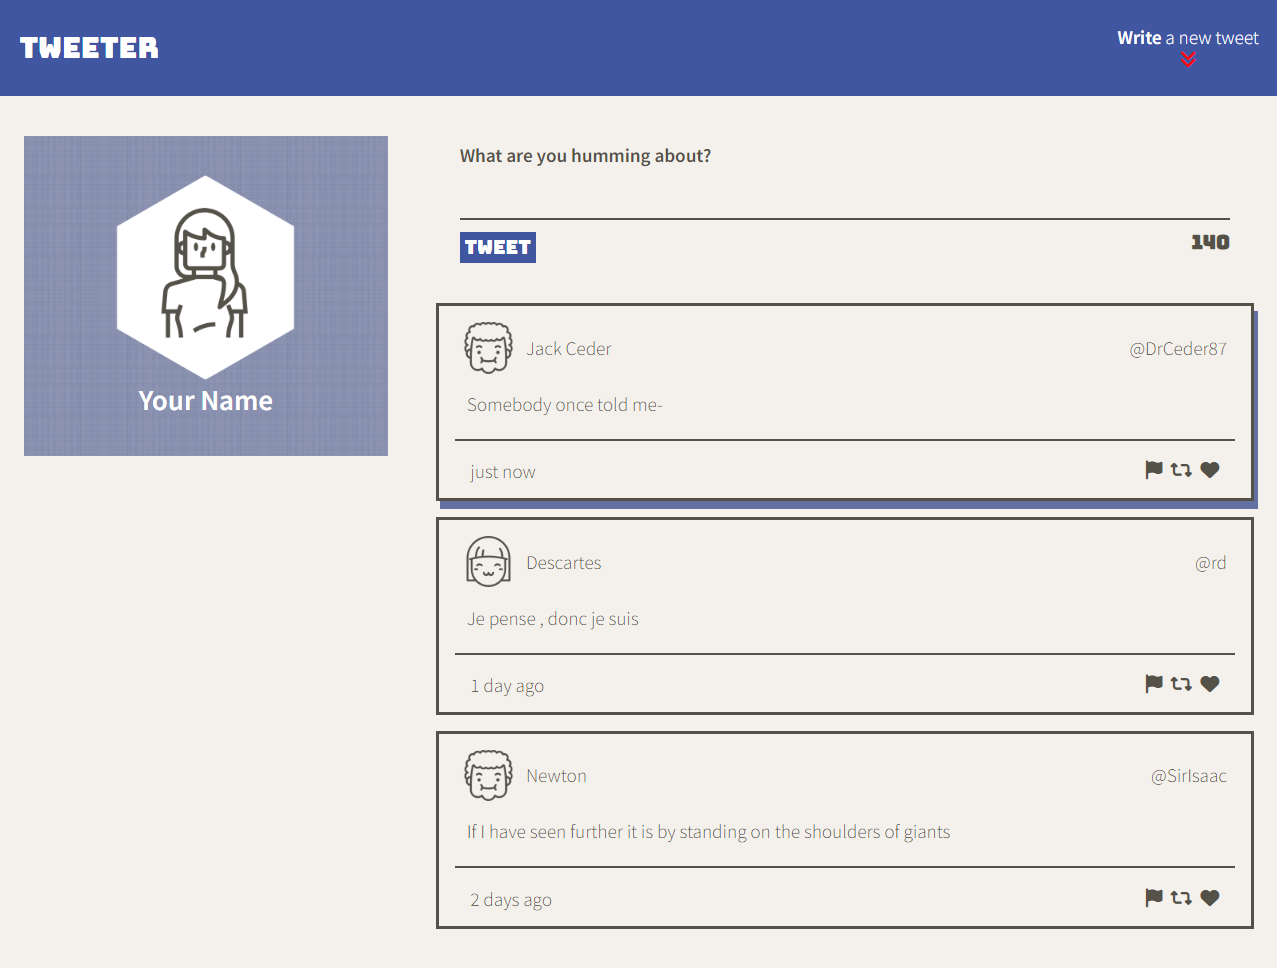 TWEETER
Write a new tweet
Your Name
What are you humming about?
TWEET
140
Jack Ceder
@DrCeder87
Somebody once told me-
just now
Descartes
@rd
Je pense , donc je suis
1 day ago
Newton
@SirIsaac
If I have seen further it is by standing on the shoulders of giants
2 days ago